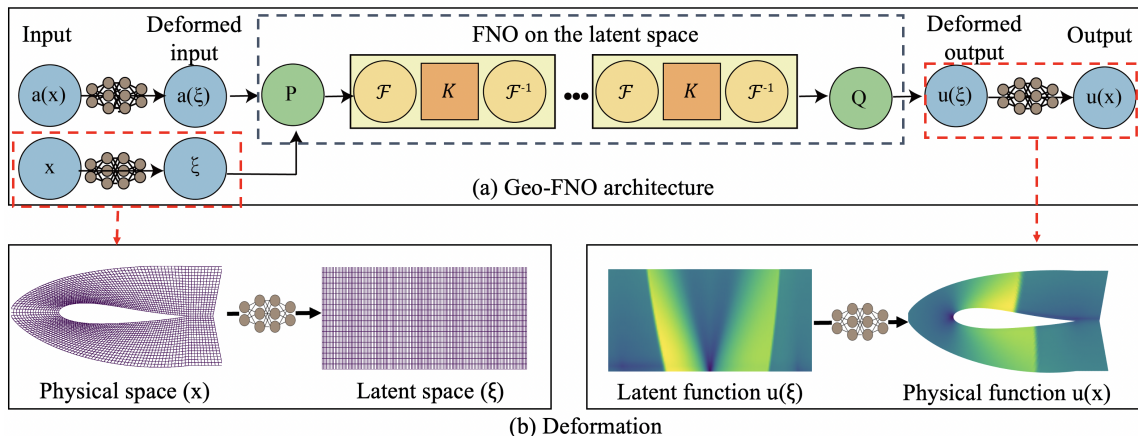 Input
Deformed
input
FNO on the latent space
Deformed
output
Output
a(x)
a(ξ)
P
ℱ
K
ℱ-1
•••
ℱ
K
ℱ-1
Q
u(ξ)
u(x)
x
ξ
(a) Geo-FNO architecture
Physical space (x)
Latent space (ξ)
Latent function u(ξ)
Physical function u(x)
(b) Deformation